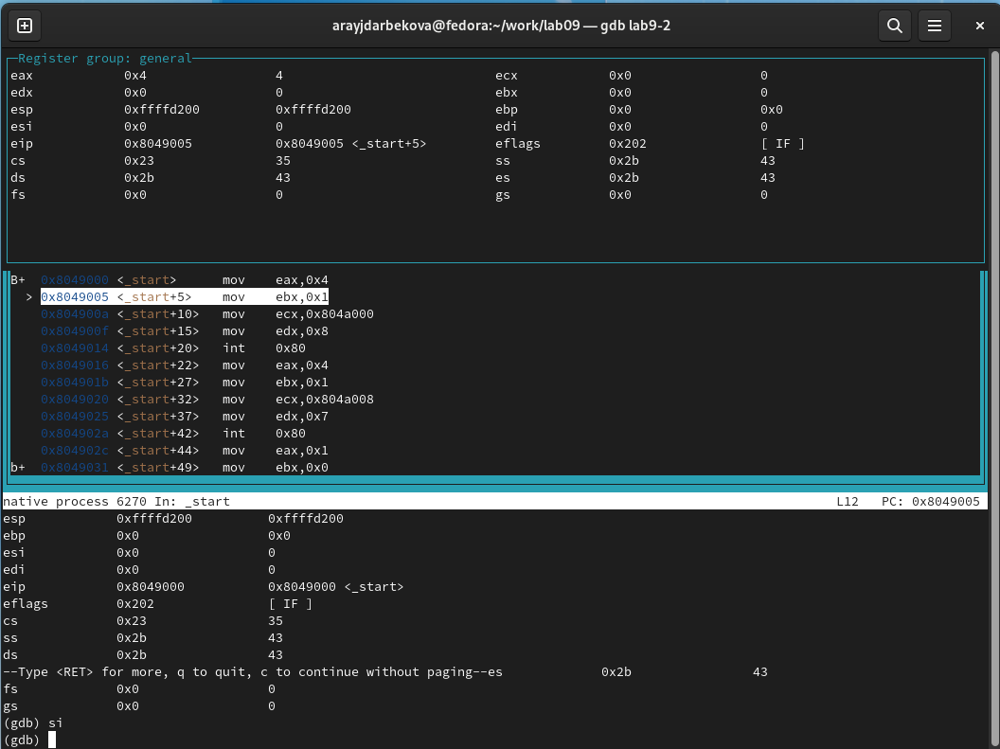 arayjdarbekova@fedora:~/work/lab09 — gdb lab9-2
Register group: general
eax 0x4 4 ecx 0x0 0
edx 0x0 0 ebx 0x0 0
esp 0xffffd200 0xffffd200 ebp 0x0 0x0
esi 0x0 0 edi 0x0 0
eip 0x8049005 0x8049005 <_start+5> eflags 0x202 [ IF ]
cs 0x23 35 ss 0x2b 43
ds 0x2b 43 es 0x2b 43
fs 0x0 0 gs 0x0 0
B+ 0x8049000 <_start> mov eax,0x4
> 0x8049005 <_start+5> mov ebx,0x1
0x804900a <_start+10> mov ecx,0x804a000
0x804900f <_start+15> mov edx,0x8
0x8049014 <_start+20> int 0x80
0x8049016 <_start+22> mov eax,0x4
0x804901b <_start+27> mov ebx,0x1
0x8049020 <_start+32> mov ecx,0x804a008
0x8049025 <_start+37> mov edx,0x7
0x804902a <_start+42> int 0x80
0x804902c <_start+44> mov eax,0x1
b+ 0x8049031 <_start+49> mov ebx,0x0
native process 6270 In: _start L12 PC: 0x8049005
esp 0xffffd200 0xffffd200
ebp 0x0 0x0
esi 0x0 0
edi 0x0 0
eip 0x8049000 0x8049000 <_start>
eflags 0x202 [ IF ]
cs 0x23 35
ss 0x2b 43
ds 0x2b 43
--Type <RET> for more, q to quit, c to continue without paging--es 0x2b 43
fs 0x0 0
gs 0x0 0
(gdb) si
(gdb)